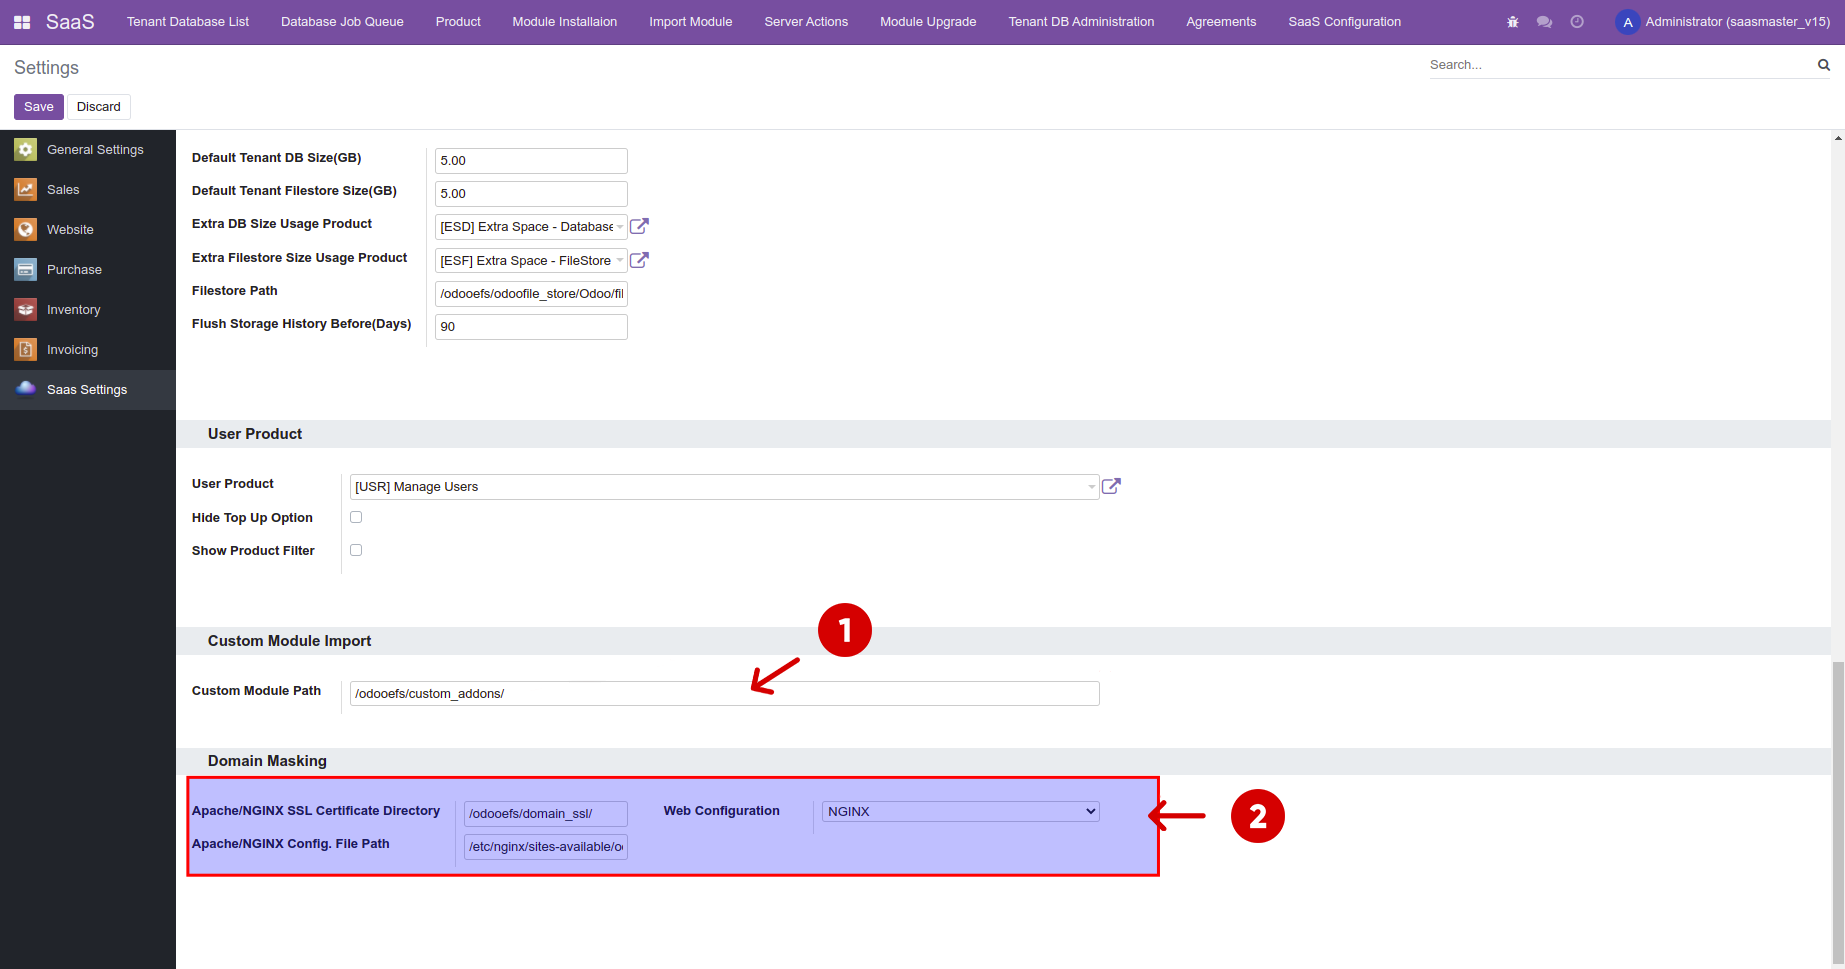 SaaS Tenant Database List Database Job Queue Product Module Installaion Import Module Server Actions Module Upgrade Tenant DB Administration Agreements SaaS Configuration A Administrator (saasmaster_v15)
Settings
Search...
Save Discard
General Settings
Sales
Website
Purchase
Inventory
Invoicing
Saas Settings
Default Tenant DB Size(GB) 5.00
Default Tenant Filestore Size(GB) 5.00
Extra DB Size Usage Product [ESD] Extra Space - Database
Extra Filestore Size Usage Product [ESF] Extra Space - FileStore
Filestore Path /odooefs/odoofile_store/Odoo/fil
Flush Storage History Before(Days) 90
User Product
User Product [USR] Manage Users
Hide Top Up Option
Show Product Filter
1
Custom Module Import
Custom Module Path /odooefs/custom_addons/
Domain Masking
Apache/NGINX SSL Certificate Directory /odooefs/domain_ssl/ Web Configuration NGINX
2
Apache/NGINX Config. File Path /etc/nginx/sites-available/o